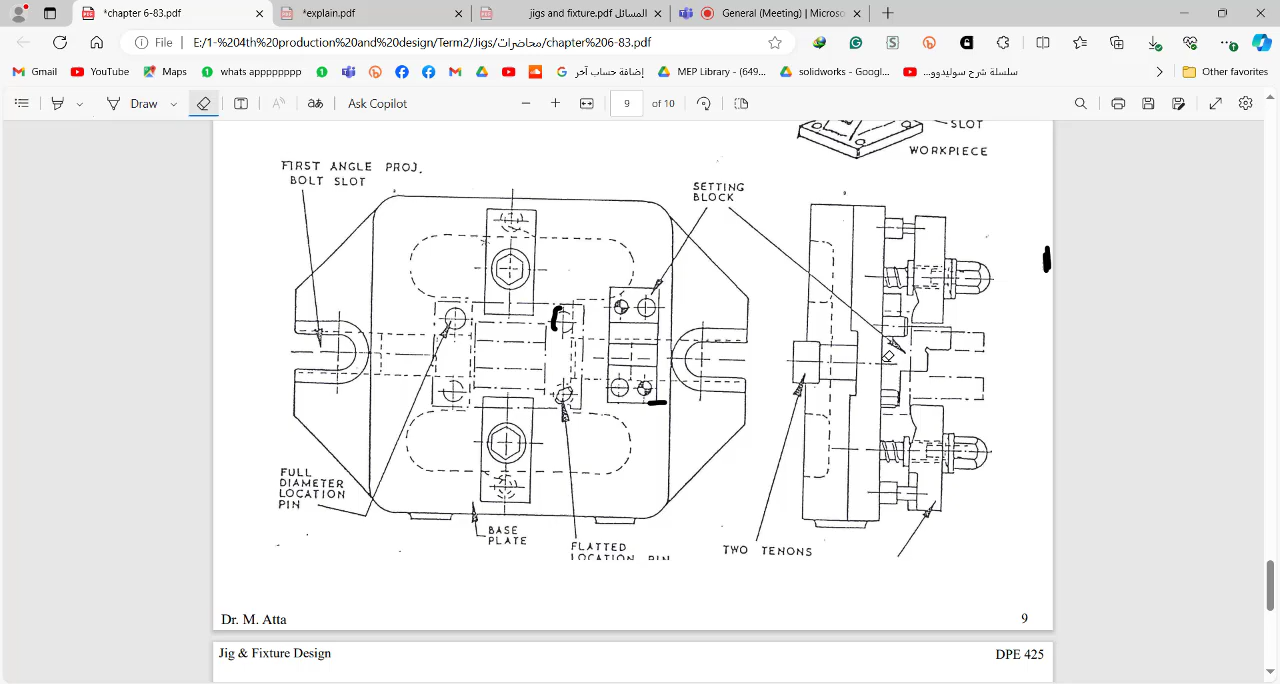 *chapter 6-83.pdf
*explain.pdf
المسائل jigs and fixture.pdf
General (Meeting) | Microso
File
E:/1-%204th%20production%20and%20design/Term2/Jigs/محاضرات/chapter%206-83.pdf
Gmail
YouTube
Maps
whats apppppppp
إضافة حساب آخر
MEP Library - (649...
solidworks - Googl...
سلسلة شرح سوليدوو...
Other favorites
Draw
Ask Copilot
9 of 10
SLOT
WORKPIECE
FIRST ANGLE PROJ.
BOLT SLOT
SETTING
BLOCK
FULL
DIAMETER
LOCATION
PIN
BASE
PLATE
FLATTED
LOCATION PIN
TWO TENONS
Dr. M. Atta
9
Jig & Fixture Design
DPE 425